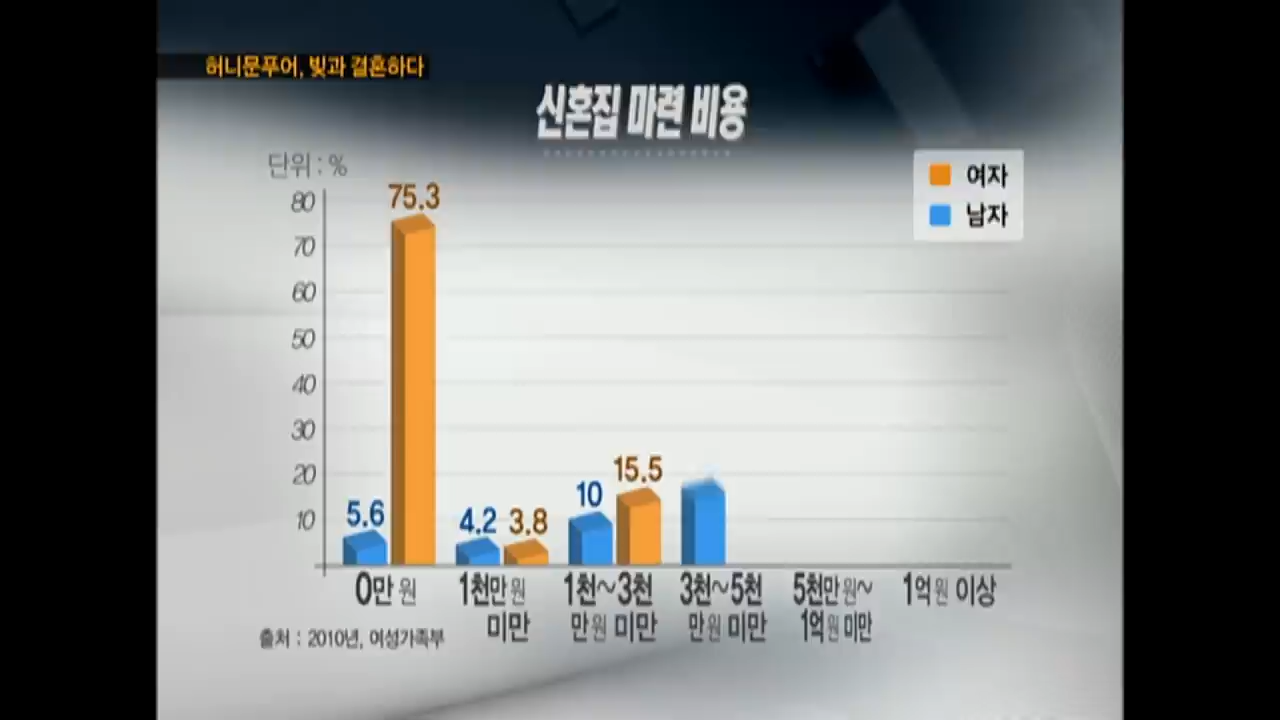 허니문푸어, 빚과 결혼하다
신혼집 마련 비용
단위 : %
여자
남자
80
70
60
50
40
30
20
10
75.3
5.6
4.2
3.8
10
15.5
0만 원
1천만 원
미만
1천~3천
만 원 미만
3천~5천
만 원 미만
5천만 원~
1억 원 미만
1억 원 이상
출처 : 2010년, 여성가족부